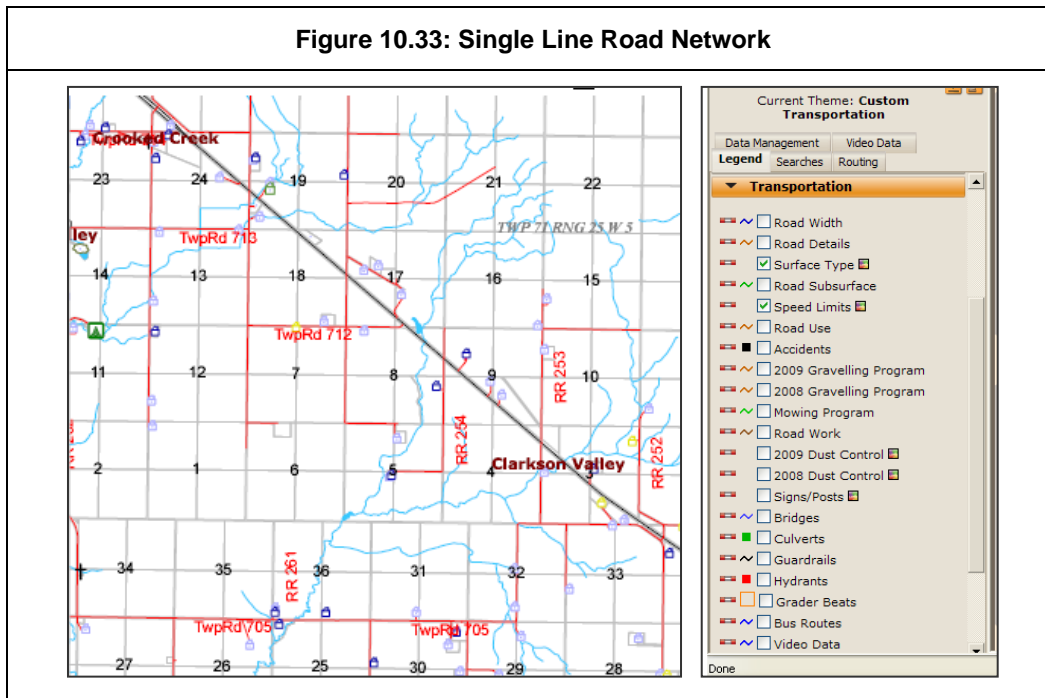 Figure 10.33: Single Line Road Network
Crooked Creek
23 24 19 20 21 22
TWP 71 RNG 25 W 5
lley
TwpRd 713
14 13 18 17 16 15
TwpRd 712
11 12 7 8 9 10
RR 253
RR 254
RR 252
Clarkson Valley
2 1 6 5 4 3
34 35 36 31 32 33
RR 261
TwpRd 705
TwpRd 705
27 26 25 30 29 28
Current Theme: Custom
Transportation
Data Management Video Data
Legend Searches Routing
Transportation
Road Width
Road Details
Surface Type
Road Subsurface
Speed Limits
Road Use
Accidents
2009 Gravelling Program
2008 Gravelling Program
Mowing Program
Road Work
2009 Dust Control
2008 Dust Control
Signs/Posts
Bridges
Culverts
Guardrails
Hydrants
Grader Beats
Bus Routes
Video Data
Done